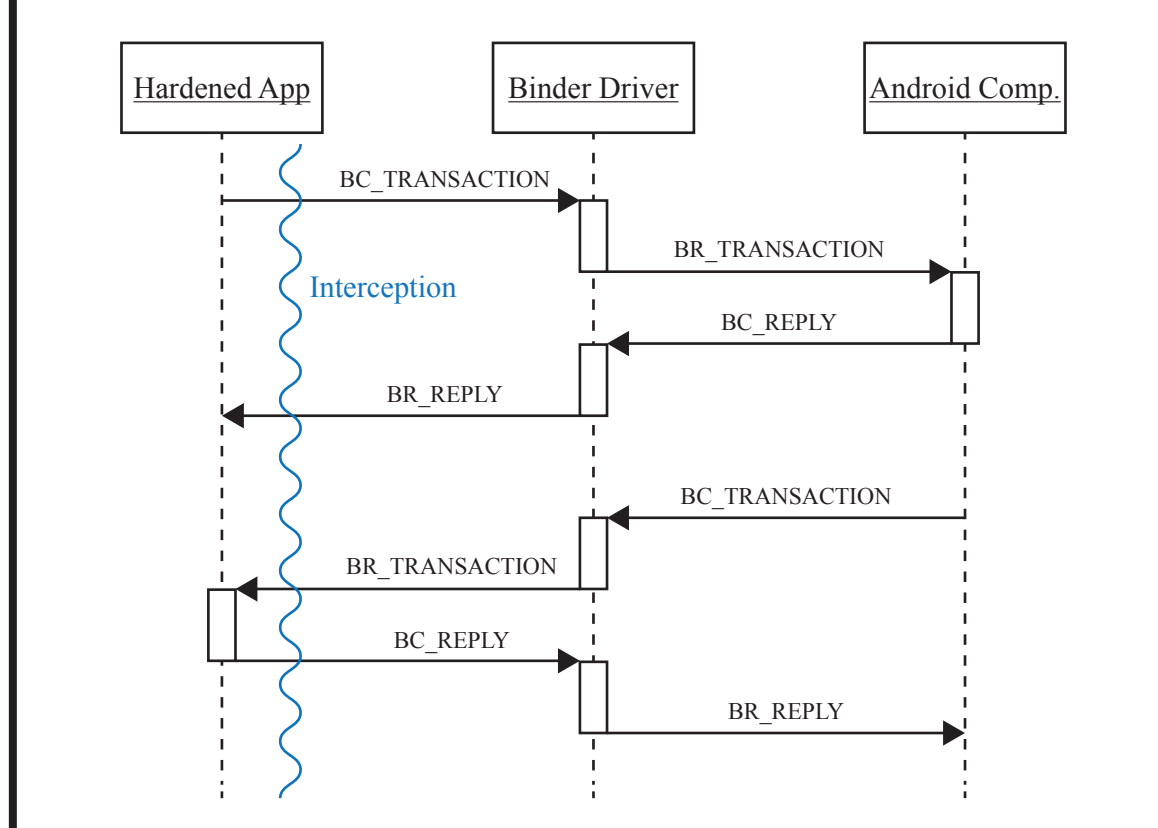 Hardened App
Binder Driver
Android Comp.
BC_TRANSACTION
BR_TRANSACTION
Interception
BC_REPLY
BR_REPLY
BC_TRANSACTION
BR_TRANSACTION
BC_REPLY
BR_REPLY